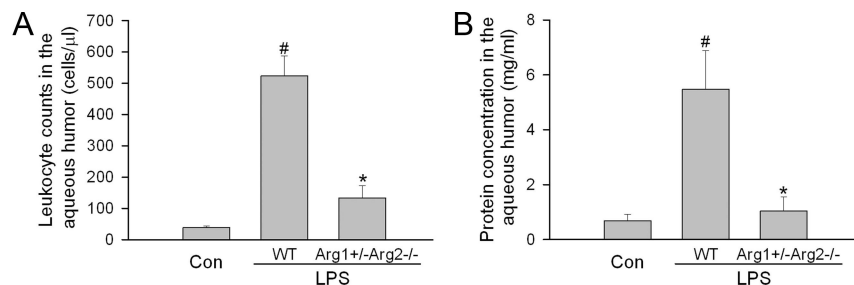 A
Leukocyte counts in the
aqueous humor (cells/µl)
700
600
500
400
300
200
100
0
#
*
Con
WT
Arg1+/-Arg2-/-
LPS
B
Protein concentration in the
aqueous humor (mg/ml)
8
6
4
2
0
#
*
Con
WT
Arg1+/-Arg2-/-
LPS